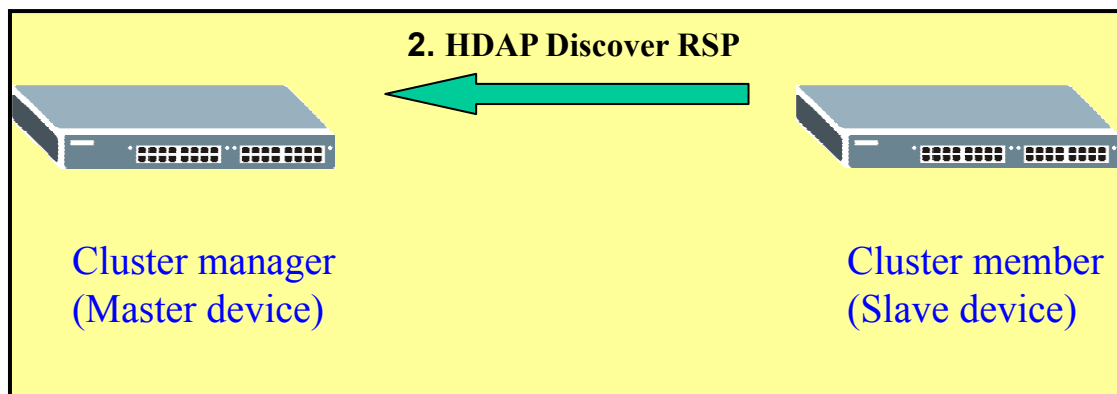 2. HDAP Discover RSP
Cluster manager
(Master device)
Cluster member
(Slave device)